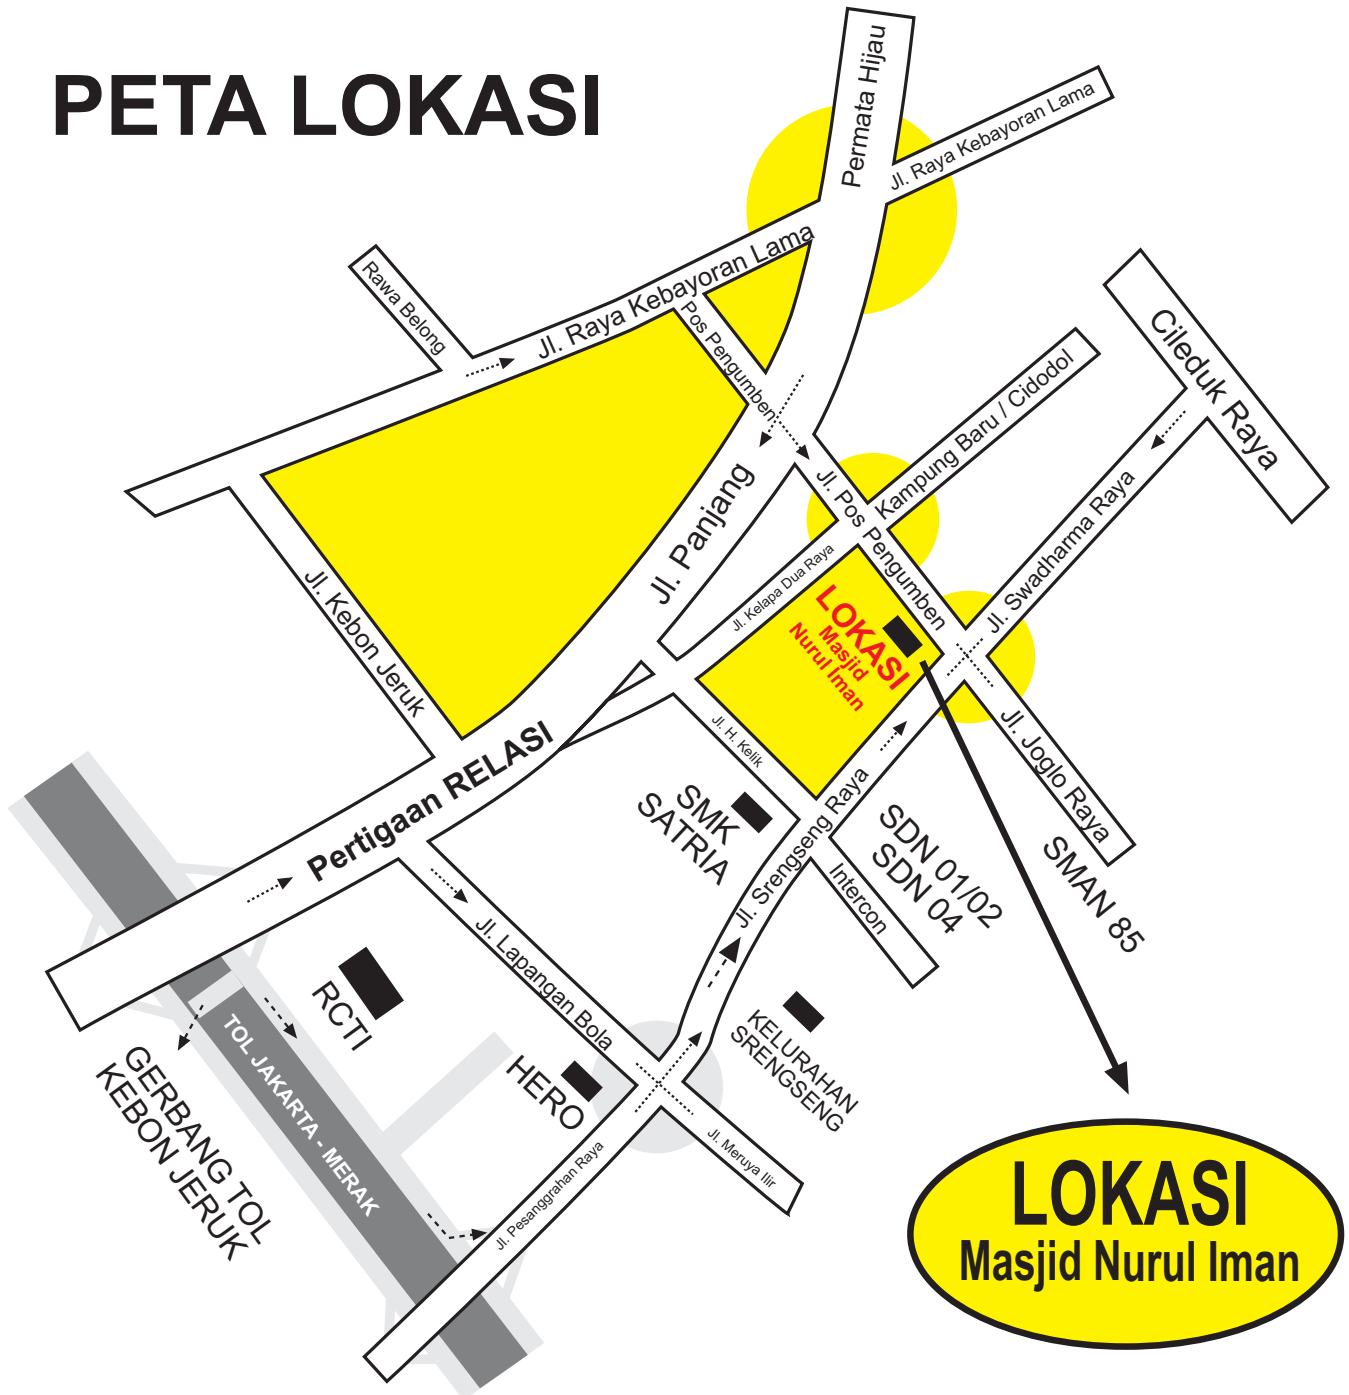 PETA LOKASI
Permata Hijau
Jl. Raya Kebayoran Lama
Jl. Raya Kebayoran Lama
Rawa Belong
Pos Pengumben
Cileduk Raya
Kampung Baru / Cidodol
Jl. Swadharma Raya
Jl. Panjang
Jl. Pos Pengumben
Jl. Kelapa Dua Raya
Jl. Kebon Jeruk
LOKASI
Masjid
Nurul Iman
Jl. H. Kelik
Jl. Joglo Raya
Pertigaan RELASI
SMK
SATRIA
Jl. Srengseng Raya
SDN 01/02
SDN 04
SMAN 85
Intercon
Jl. Lapangan Bola
RCTI
HERO
KELURAHAN
SRENGSENG
TOL JAKARTA - MERAK
GERBANG TOL
KEBON JERUK
Jl. Pesanggrahan Raya
Jl. Meruya Ilir
LOKASI
Masjid Nurul Iman